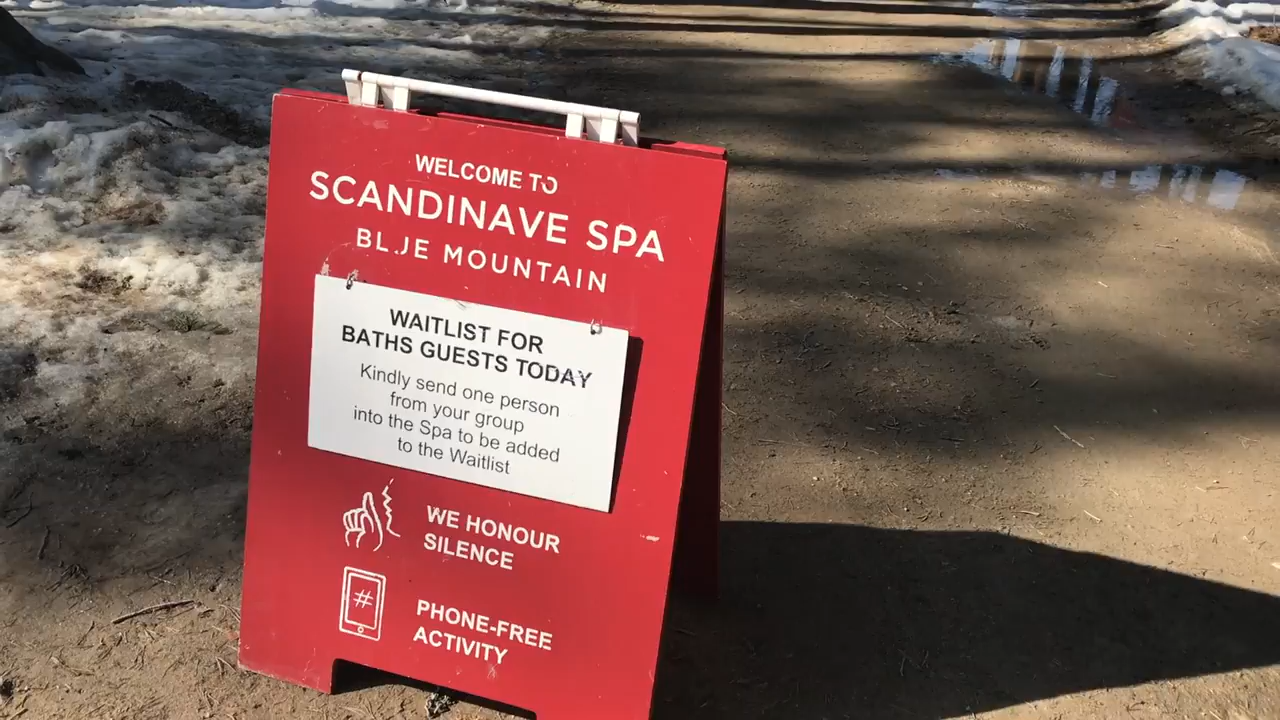 WELCOME TO
SCANDINAVE SPA
BLUE MOUNTAIN
WAITLIST FOR
BATHS GUESTS TODAY
Kindly send one person
from your group
into the Spa to be added
to the Waitlist
WE HONOUR
SILENCE
#
PHONE-FREE
ACTIVITY